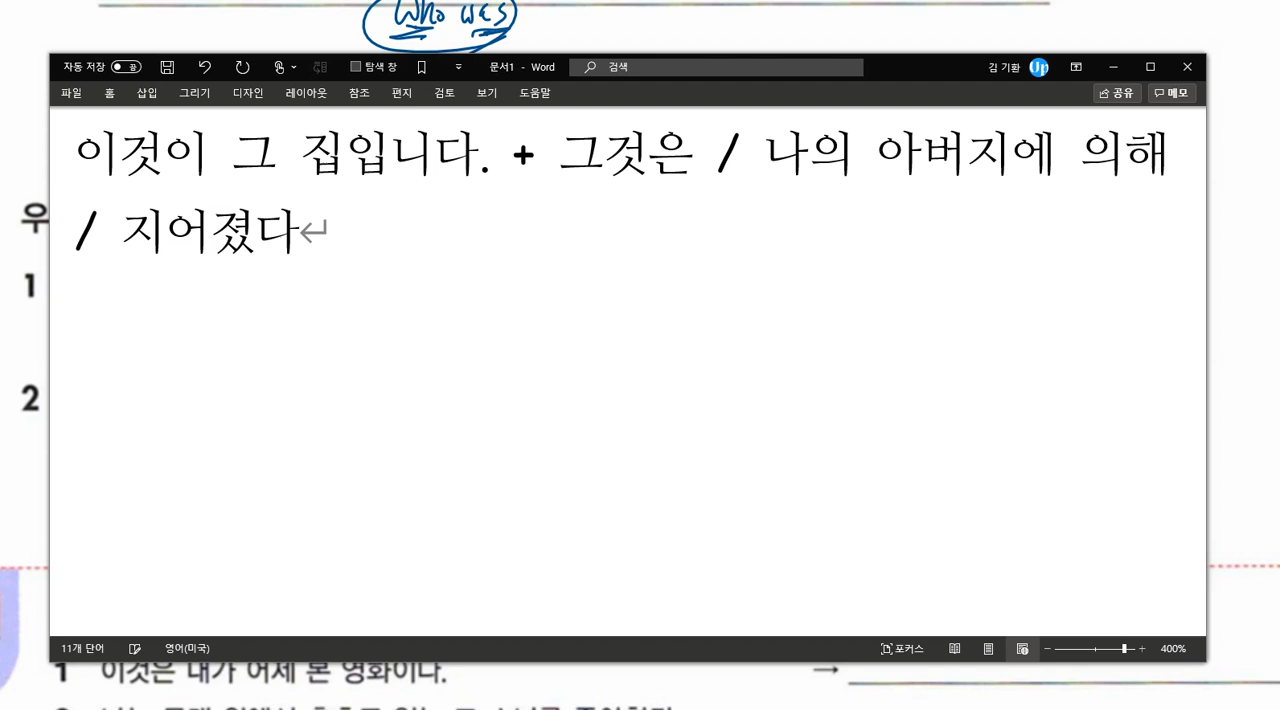 Who was
자동 저장 끔 탐색 창 문서1 - Word 검색 김 기환 Up
파일 홈 삽입 그리기 디자인 레이아웃 참조 편지 검토 보기 도움말 공유 메모
이것이 그 집입니다. + 그것은 / 나의 아버지에 의해
/ 지어졌다↵
우
1
2
11개 단어 영어(미국) 포커스 400%
1 이것은 내가 어제 본 영화이다. →